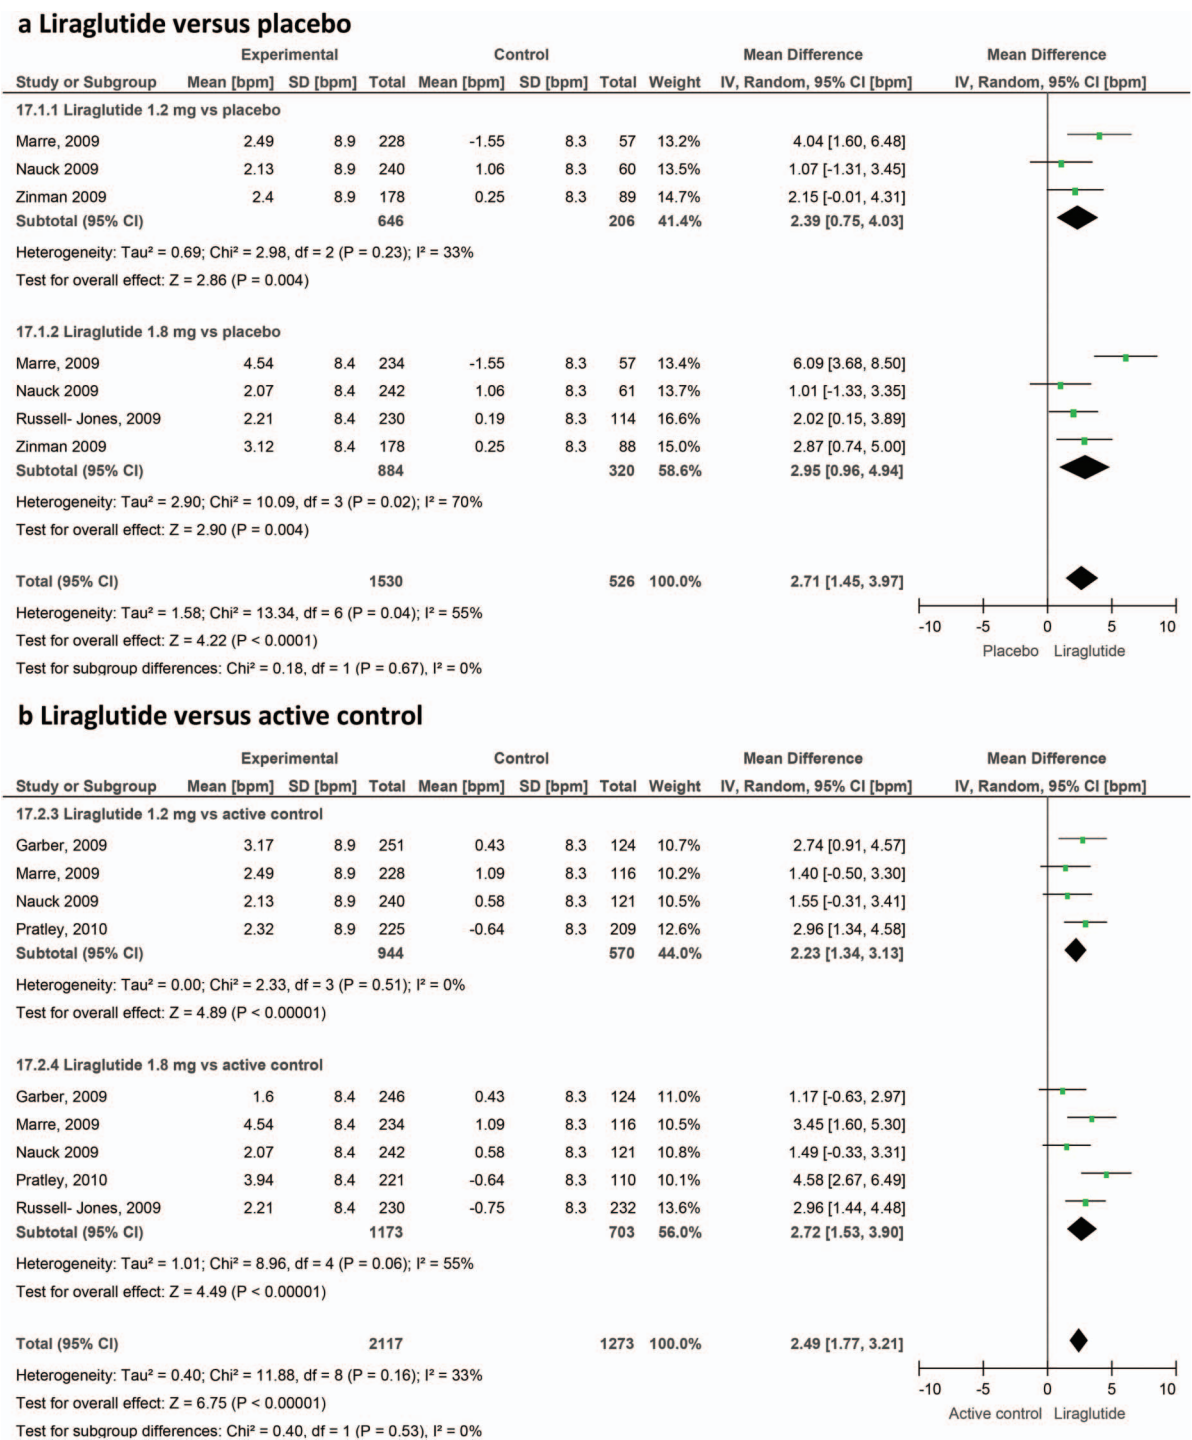 a Liraglutide versus placebo
Experimental Control Mean Difference Mean Difference
Study or Subgroup Mean [bpm] SD [bpm] Total Mean [bpm] SD [bpm] Total Weight IV, Random, 95% CI [bpm] IV, Random, 95% CI [bpm]
17.1.1 Liraglutide 1.2 mg vs placebo
Marre, 2009 2.49 8.9 228 -1.55 8.3 57 13.2% 4.04 [1.60, 6.48]
Nauck 2009 2.13 8.9 240 1.06 8.3 60 13.5% 1.07 [-1.31, 3.45]
Zinman 2009 2.4 8.9 178 0.25 8.3 89 14.7% 2.15 [-0.01, 4.31]
Subtotal (95% CI) 646 206 41.4% 2.39 [0.75, 4.03]
Heterogeneity: Tau² = 0.69; Chi² = 2.98, df = 2 (P = 0.23); I² = 33%
Test for overall effect: Z = 2.86 (P = 0.004)
17.1.2 Liraglutide 1.8 mg vs placebo
Marre, 2009 4.54 8.4 234 -1.55 8.3 57 13.4% 6.09 [3.68, 8.50]
Nauck 2009 2.07 8.4 242 1.06 8.3 61 13.7% 1.01 [-1.33, 3.35]
Russell- Jones, 2009 2.21 8.4 230 0.19 8.3 114 16.6% 2.02 [0.15, 3.89]
Zinman 2009 3.12 8.4 178 0.25 8.3 88 15.0% 2.87 [0.74, 5.00]
Subtotal (95% CI) 884 320 58.6% 2.95 [0.96, 4.94]
Heterogeneity: Tau² = 2.90; Chi² = 10.09, df = 3 (P = 0.02); I² = 70%
Test for overall effect: Z = 2.90 (P = 0.004)
Total (95% CI) 1530 526 100.0% 2.71 [1.45, 3.97]
Heterogeneity: Tau² = 1.58; Chi² = 13.34, df = 6 (P = 0.04); I² = 55%
Test for overall effect: Z = 4.22 (P < 0.0001)
Test for subgroup differences: Chi² = 0.18, df = 1 (P = 0.67), I² = 0%
-10 -5 0 5 10
Placebo Liraglutide
b Liraglutide versus active control
Experimental Control Mean Difference Mean Difference
Study or Subgroup Mean [bpm] SD [bpm] Total Mean [bpm] SD [bpm] Total Weight IV, Random, 95% CI [bpm] IV, Random, 95% CI [bpm]
17.2.3 Liraglutide 1.2 mg vs active control
Garber, 2009 3.17 8.9 251 0.43 8.3 124 10.7% 2.74 [0.91, 4.57]
Marre, 2009 2.49 8.9 228 1.09 8.3 116 10.2% 1.40 [-0.50, 3.30]
Nauck 2009 2.13 8.9 240 0.58 8.3 121 10.5% 1.55 [-0.31, 3.41]
Pratley, 2010 2.32 8.9 225 -0.64 8.3 209 12.6% 2.96 [1.34, 4.58]
Subtotal (95% CI) 944 570 44.0% 2.23 [1.34, 3.13]
Heterogeneity: Tau² = 0.00; Chi² = 2.33, df = 3 (P = 0.51); I² = 0%
Test for overall effect: Z = 4.89 (P < 0.00001)
17.2.4 Liraglutide 1.8 mg vs active control
Garber, 2009 1.6 8.4 246 0.43 8.3 124 11.0% 1.17 [-0.63, 2.97]
Marre, 2009 4.54 8.4 234 1.09 8.3 116 10.5% 3.45 [1.60, 5.30]
Nauck 2009 2.07 8.4 242 0.58 8.3 121 10.8% 1.49 [-0.33, 3.31]
Pratley, 2010 3.94 8.4 221 -0.64 8.3 110 10.1% 4.58 [2.67, 6.49]
Russell- Jones, 2009 2.21 8.4 230 -0.75 8.3 232 13.6% 2.96 [1.44, 4.48]
Subtotal (95% CI) 1173 703 56.0% 2.72 [1.53, 3.90]
Heterogeneity: Tau² = 1.01; Chi² = 8.96, df = 4 (P = 0.06); I² = 55%
Test for overall effect: Z = 4.49 (P < 0.00001)
Total (95% CI) 2117 1273 100.0% 2.49 [1.77, 3.21]
Heterogeneity: Tau² = 0.40; Chi² = 11.88, df = 8 (P = 0.16); I² = 33%
Test for overall effect: Z = 6.75 (P < 0.00001)
Test for subgroup differences: Chi² = 0.40, df = 1 (P = 0.53), I² = 0%
-10 -5 0 5 10
Active control Liraglutide